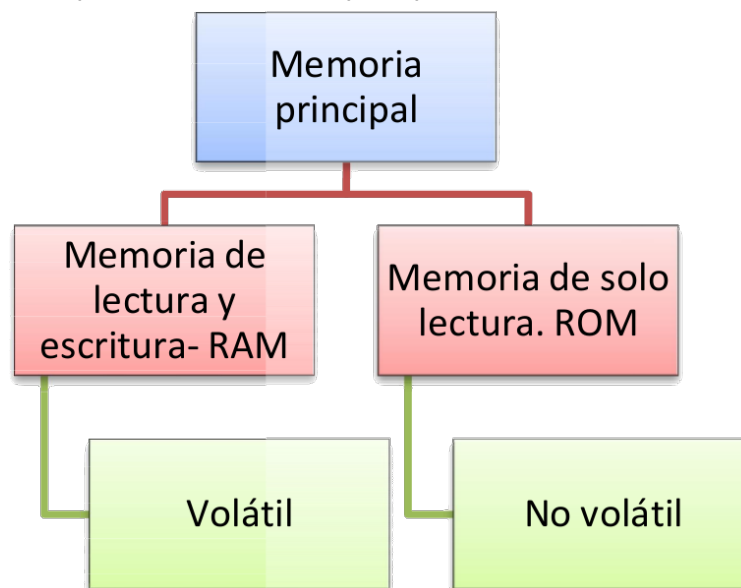 Memoria
principal
Memoria de
lectura y
escritura- RAM
Memoria de solo
lectura. ROM
Volátil
No volátil